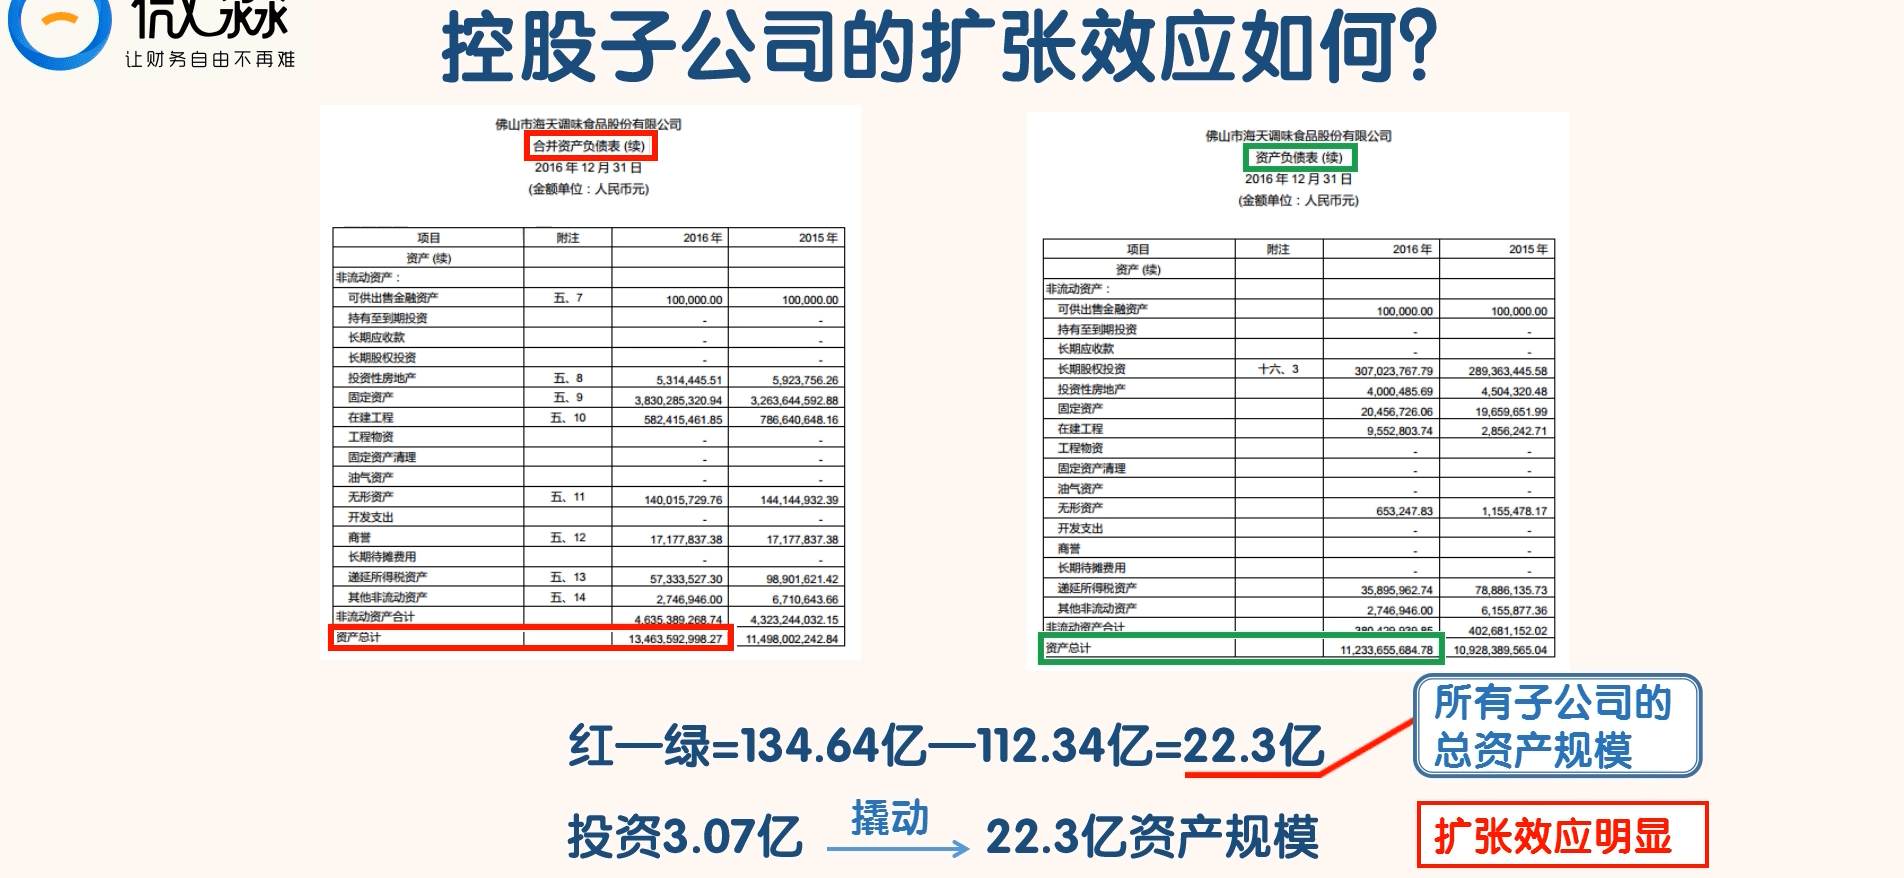 微淼
让财务自由不再难
控股子公司的扩张效应如何?
佛山市海天调味食品股份有限公司
合并资产负债表 (续)
2016 年 12 月 31 日
(金额单位：人民币元)
项目 附注 2016 年 2015 年
资产 (续)
非流动资产：
可供出售金融资产 五、7 100,000.00 100,000.00
持有至到期投资 - -
长期应收款 - -
长期股权投资 - -
投资性房地产 五、8 5,314,445.51 5,923,756.26
固定资产 五、9 3,830,285,320.94 3,263,644,592.88
在建工程 五、10 582,415,461.85 786,640,648.16
工程物资 - -
固定资产清理 - -
油气资产 - -
无形资产 五、11 140,015,729.76 144,144,932.39
开发支出 - -
商誉 五、12 17,177,837.38 17,177,837.38
长期待摊费用 - -
递延所得税资产 五、13 57,333,527.30 98,901,621.42
其他非流动资产 五、14 2,746,946.00 6,710,643.66
非流动资产合计 4,635,389,268.74 4,323,244,032.15
资产总计 13,463,592,998.27 11,498,002,242.84
佛山市海天调味食品股份有限公司
资产负债表 (续)
2016 年 12 月 31 日
(金额单位：人民币元)
项目 附注 2016 年 2015 年
资产 (续)
非流动资产：
可供出售金融资产 100,000.00 100,000.00
持有至到期投资 - -
长期应收款 - -
长期股权投资 十六、3 307,023,767.79 289,363,445.58
投资性房地产 4,000,485.69 4,504,320.48
固定资产 20,456,726.06 19,659,651.99
在建工程 9,552,803.74 2,856,242.71
工程物资 - -
固定资产清理 - -
油气资产 - -
无形资产 653,247.83 1,155,478.17
开发支出 - -
商誉 - -
长期待摊费用 - -
递延所得税资产 35,895,962.74 78,886,135.73
其他非流动资产 2,746,946.00 6,155,877.36
非流动资产合计 380,429,939.85 402,681,152.02
资产总计 11,233,655,684.78 10,928,389,565.04
红—绿=134.64亿—112.34亿=22.3亿
所有子公司的
总资产规模
投资3.07亿 撬动 22.3亿资产规模
扩张效应明显